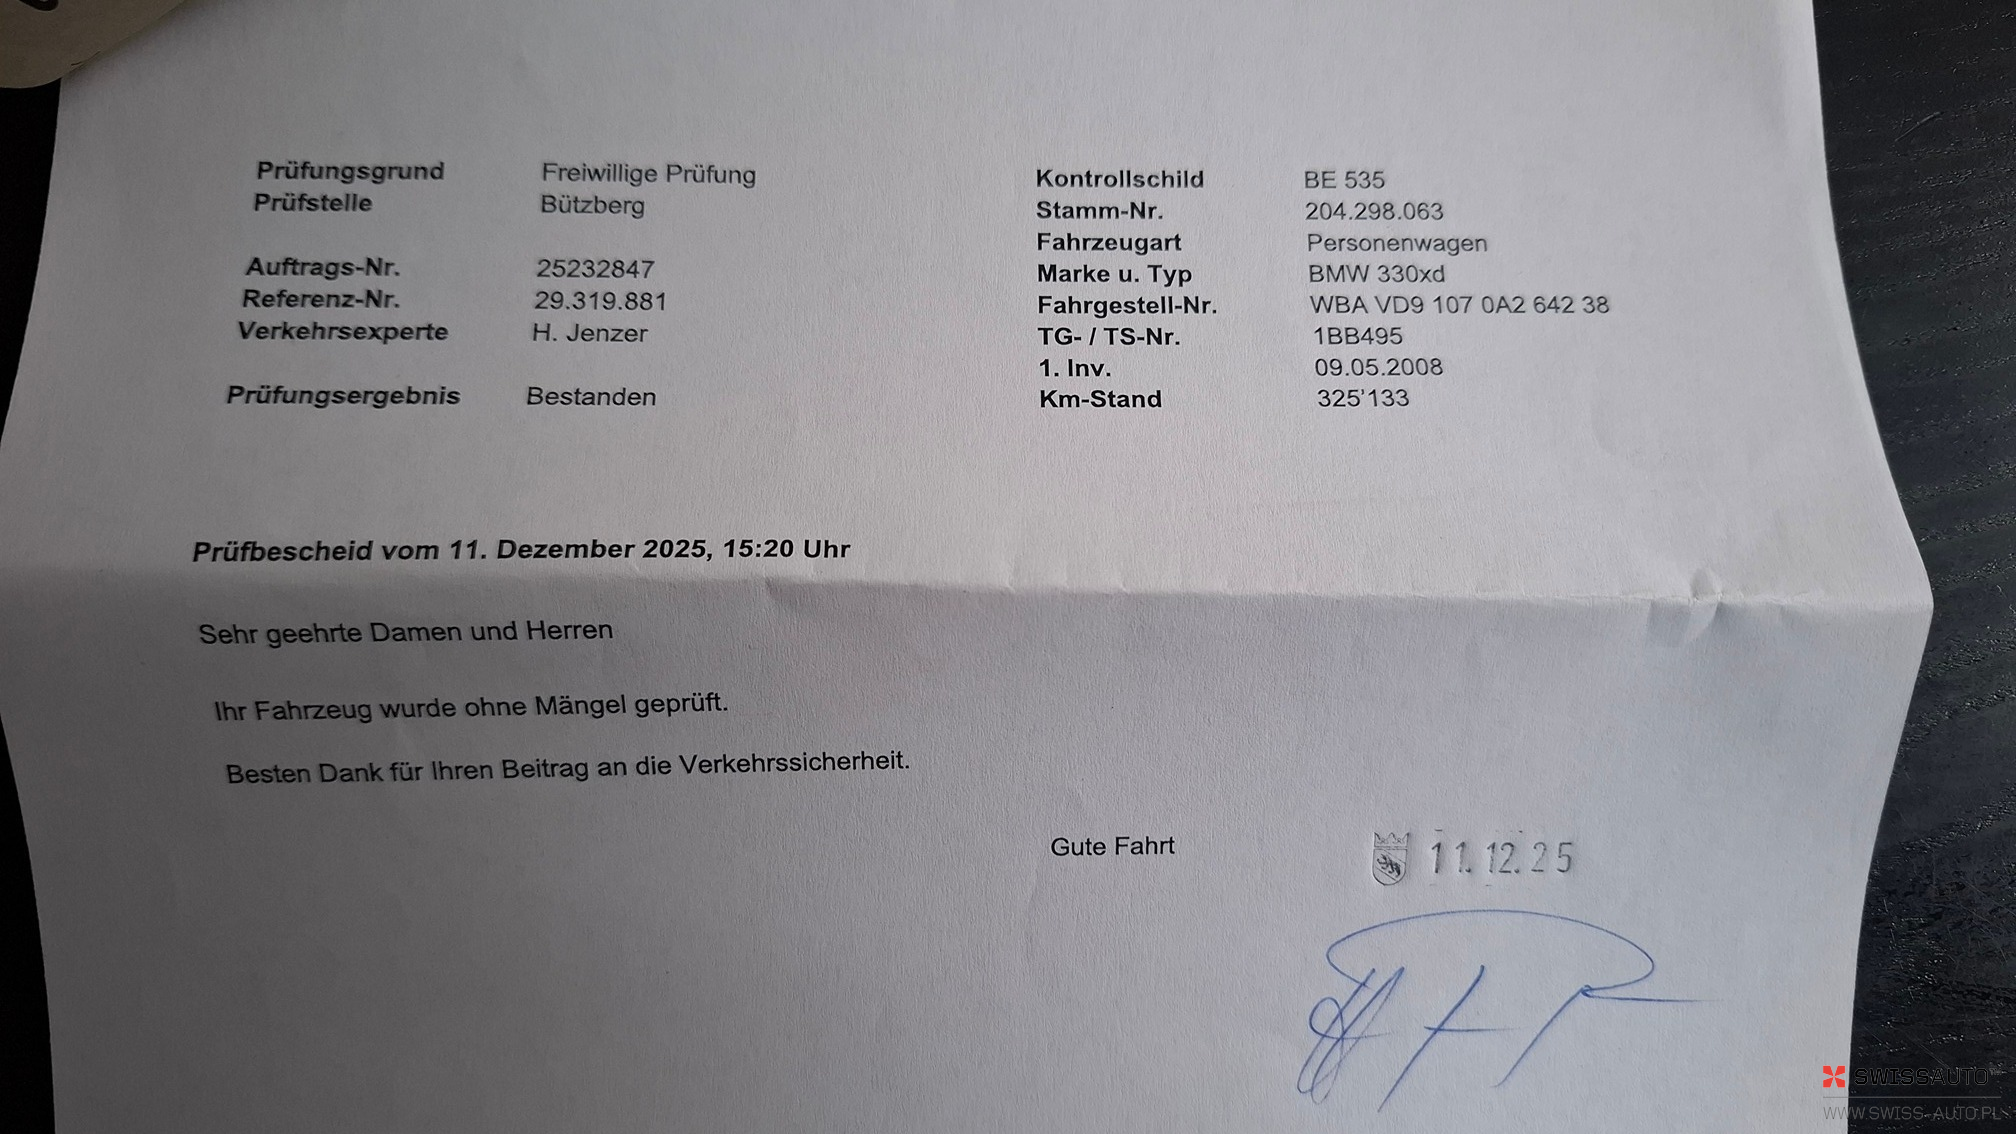 Prüfungsgrund Freiwillige Prüfung
Prüfstelle Bützberg
Auftrags-Nr. 25232847
Referenz-Nr. 29.319.881
Verkehrsexperte H. Jenzer
Prüfungsergebnis Bestanden
Kontrollschild BE 535
Stamm-Nr. 204.298.063
Fahrzeugart Personenwagen
Marke u. Typ BMW 330xd
Fahrgestell-Nr. WBA VD9 107 0A2 642 38
TG- / TS-Nr. 1BB495
1. Inv. 09.05.2008
Km-Stand 325'133
Prüfbescheid vom 11. Dezember 2025, 15:20 Uhr
Sehr geehrte Damen und Herren
Ihr Fahrzeug wurde ohne Mängel geprüft.
Besten Dank für Ihren Beitrag an die Verkehrssicherheit.
Gute Fahrt
11.12.25
SWISSAUTO
WWW.SWISS-AUTO.PL